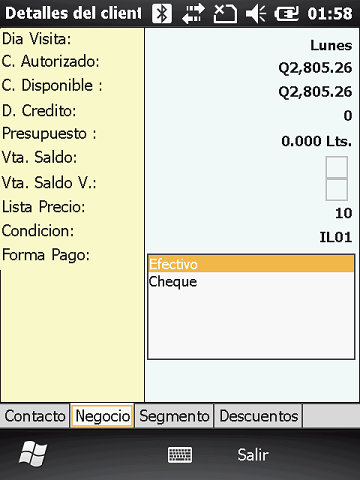 Detalles del client 01:58
Dia Visita: Lunes
C. Autorizado: Q2,805.26
C. Disponible : Q2,805.26
D. Credito: 0
Presupuesto : 0.000 Lts.
Vta. Saldo:
Vta. Saldo V.:
Lista Precio: 10
Condicion: IL01
Forma Pago: Efectivo
Cheque
Contacto Negocio Segmento Descuentos
Salir